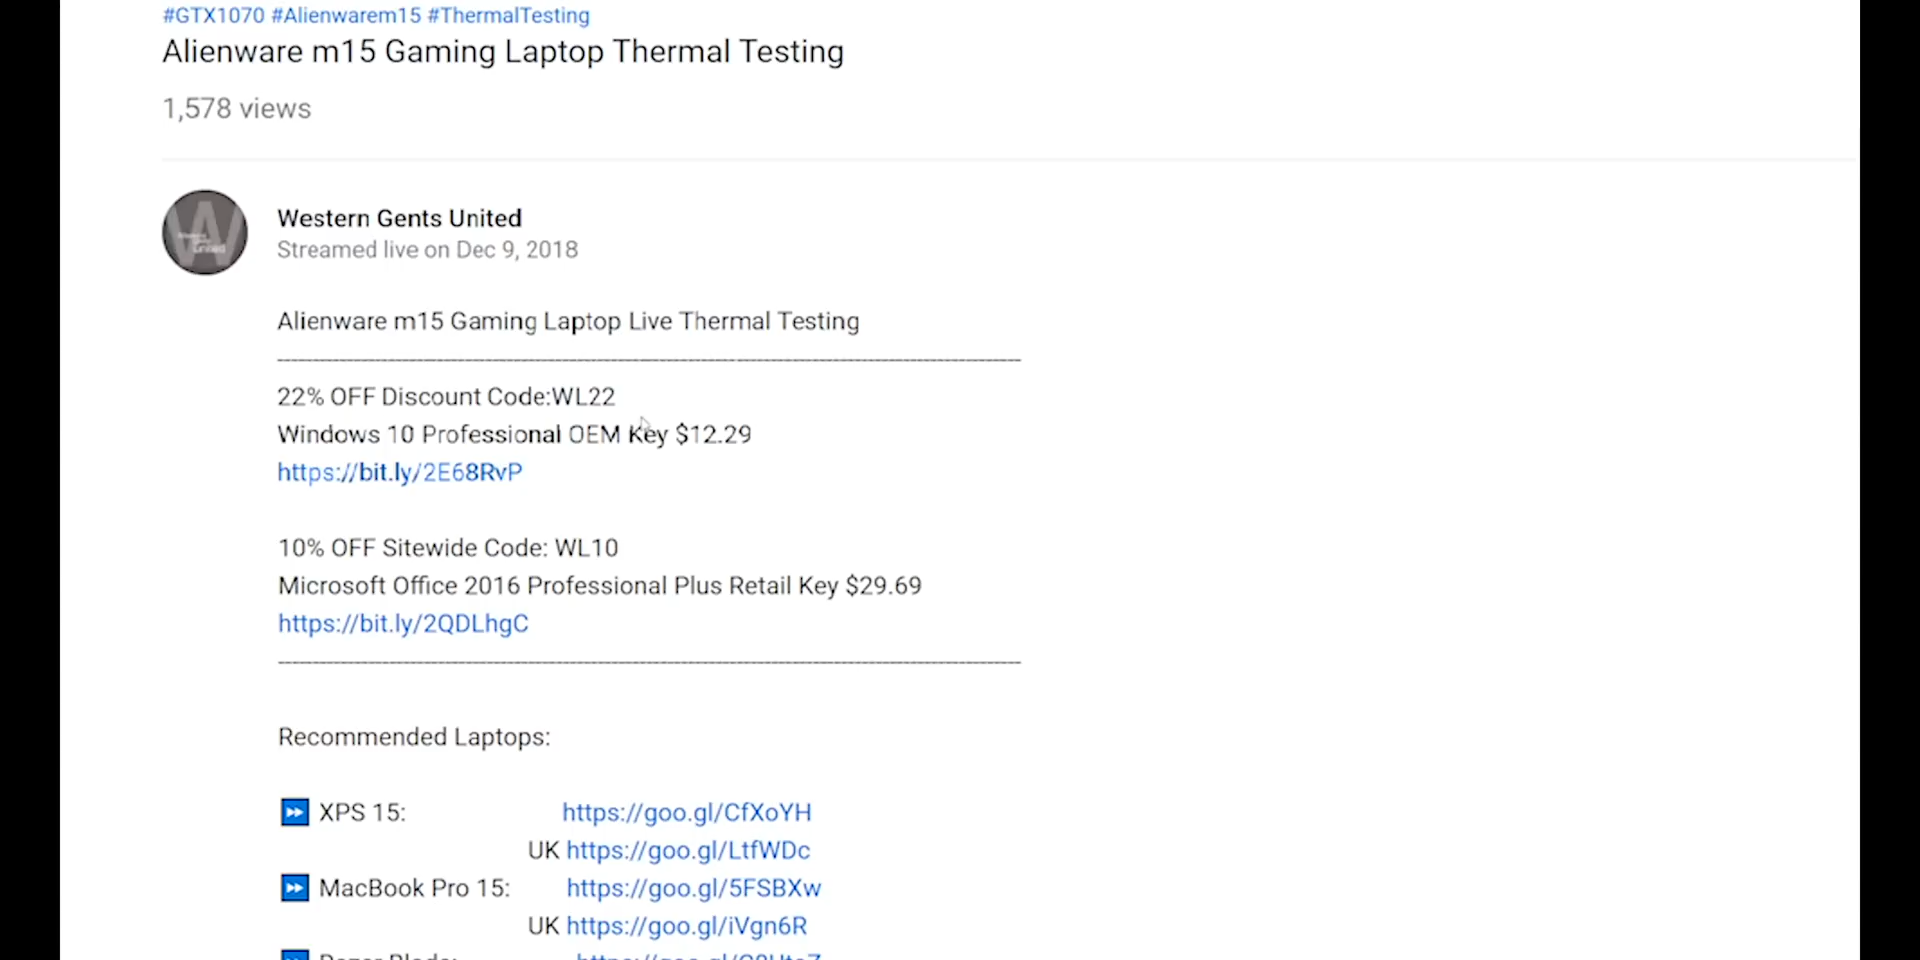 #GTX1070 #Alienwarem15 #ThermalTesting
Alienware m15 Gaming Laptop Thermal Testing
1,578 views
W
United
Western Gents United
Streamed live on Dec 9, 2018
Alienware m15 Gaming Laptop Live Thermal Testing
22% OFF Discount Code:WL22
Windows 10 Professional OEM Key $12.29
https://bit.ly/2E68RvP
10% OFF Sitewide Code: WL10
Microsoft Office 2016 Professional Plus Retail Key $29.69
https://bit.ly/2QDLhgC
Recommended Laptops:
XPS 15: https://goo.gl/CfXoYH
UK https://goo.gl/LtfWDc
MacBook Pro 15: https://goo.gl/5FSBXw
UK https://goo.gl/iVgn6R